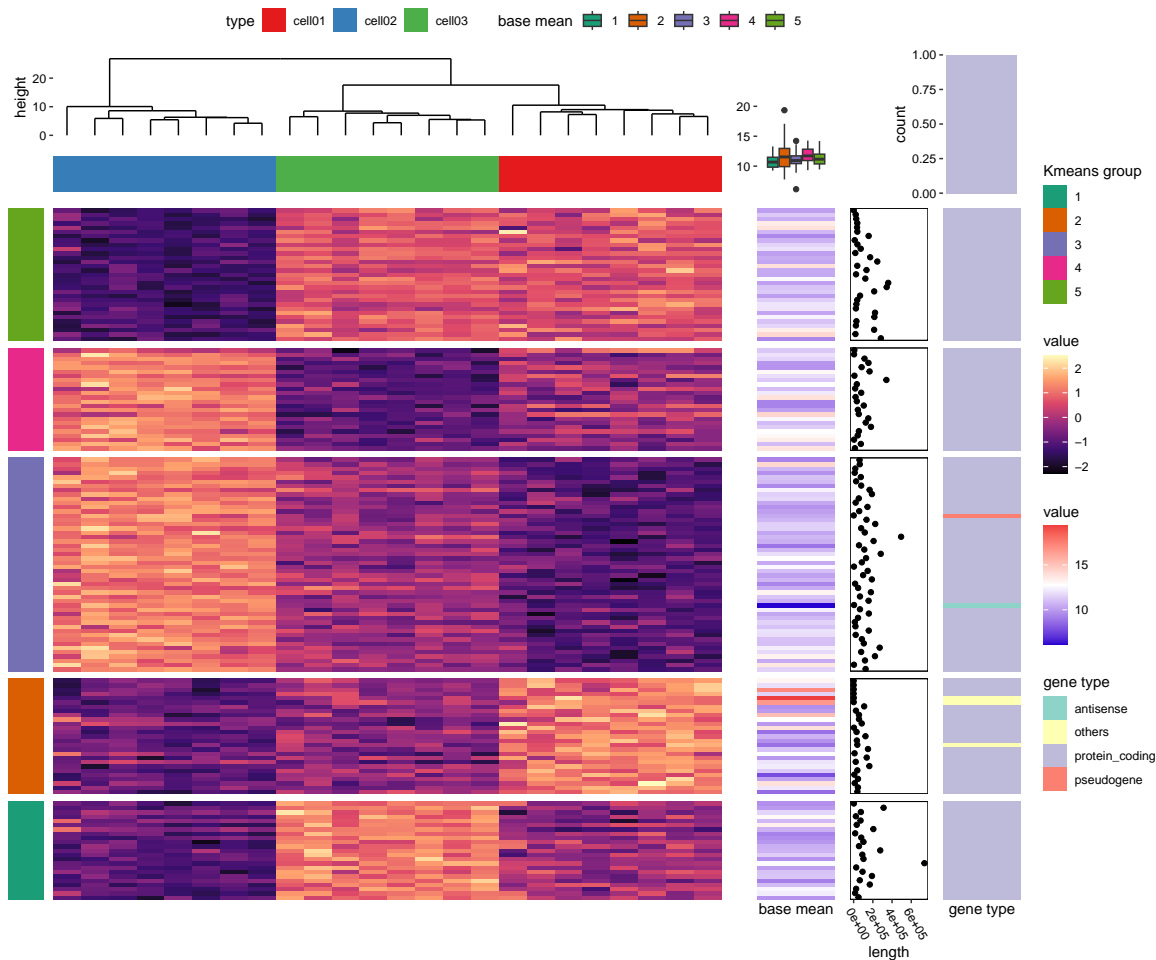 type cell01 cell02 cell03 base mean 1 2 3 4 5
height
20
10
0
20
15
10
count
1.00
0.75
0.50
0.25
0.00
Kmeans group
1
2
3
4
5
value
2
1
0
−1
−2
value
15
10
gene type
antisense
others
protein_coding
pseudogene
base mean
0e+00
2e+05
4e+05
6e+05
length
gene type